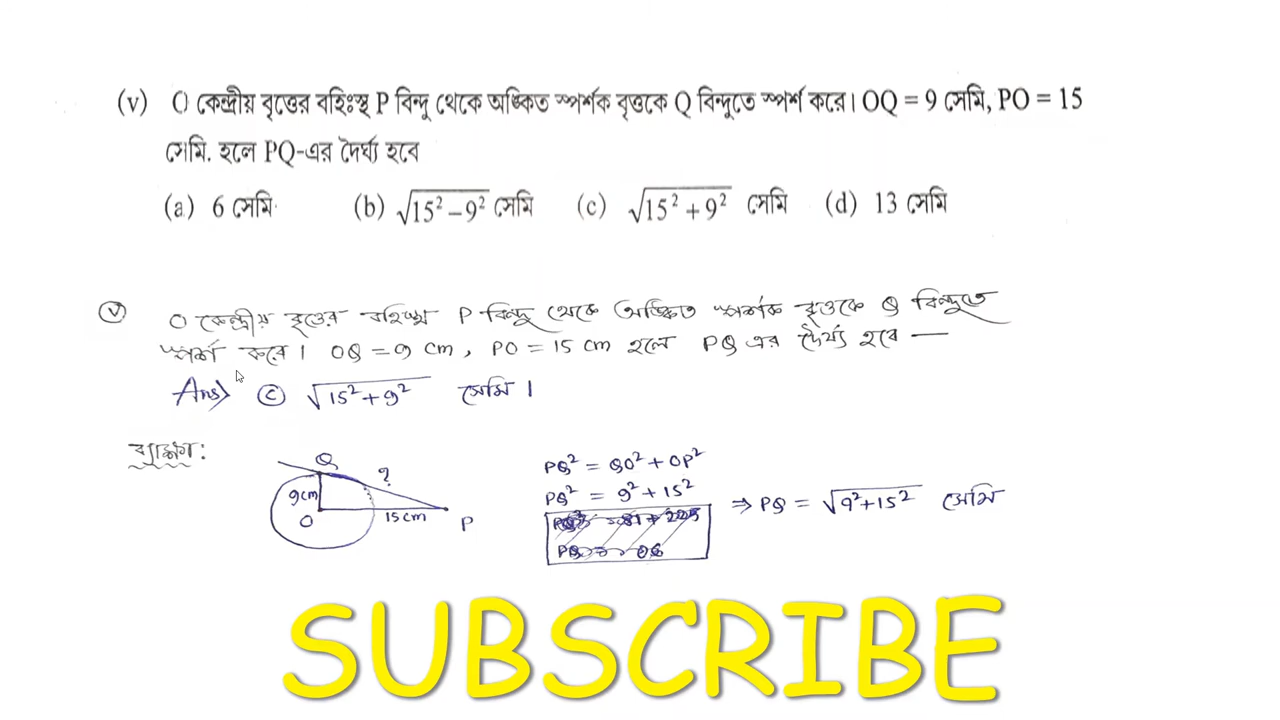 (v) O কেন্দ্রীয় বৃত্তের বহিঃস্থ P বিন্দু থেকে অঙ্কিত স্পর্শক বৃত্তকে Q বিন্দুতে স্পর্শ করে। OQ = 9 সেমি, PO = 15
সেমি. হলে PQ-এর দৈর্ঘ্য হবে
(a) 6 সেমি (b) √15² – 9² সেমি (c) √15² + 9² সেমি (d) 13 সেমি
(v) O কেন্দ্রীয় বৃত্তের বহিঃস্থ P বিন্দু থেকে অঙ্কিত স্পর্শক বৃত্তকে Q বিন্দুতে
স্পর্শ করে। OQ = 9 cm, PO = 15 cm হলে PQ এর দৈর্ঘ্য হবে —
Ans) (c) √15² + 9² সেমি।
ব্যাক্ষা:
Q ?
9cm
O 15cm P
PQ² = QO² + OP²
PQ² = 9² + 15²
⇒ PQ = √9² + 15² সেমি
SUBSCRIBE